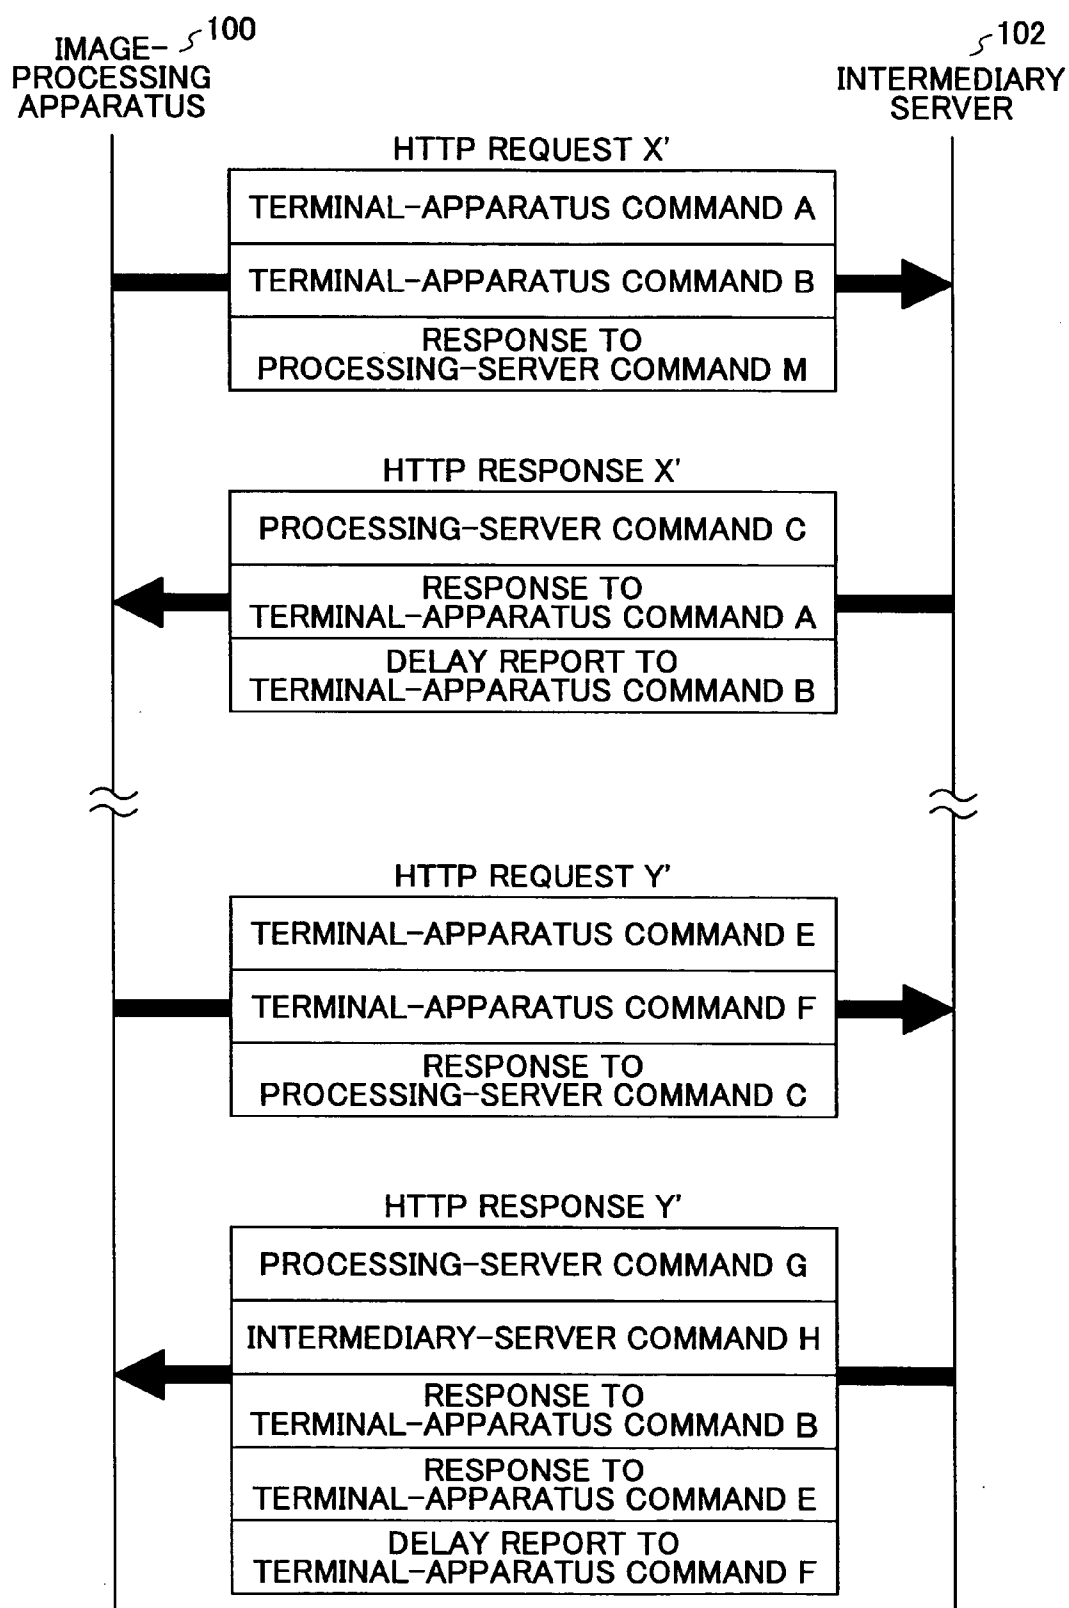 100
IMAGE-
PROCESSING
APPARATUS
102
INTERMEDIARY
SERVER
HTTP REQUEST X'
TERMINAL-APPARATUS COMMAND A
TERMINAL-APPARATUS COMMAND B
RESPONSE TO
PROCESSING-SERVER COMMAND M
HTTP RESPONSE X'
PROCESSING-SERVER COMMAND C
RESPONSE TO
TERMINAL-APPARATUS COMMAND A
DELAY REPORT TO
TERMINAL-APPARATUS COMMAND B
HTTP REQUEST Y'
TERMINAL-APPARATUS COMMAND E
TERMINAL-APPARATUS COMMAND F
RESPONSE TO
PROCESSING-SERVER COMMAND C
HTTP RESPONSE Y'
PROCESSING-SERVER COMMAND G
INTERMEDIARY-SERVER COMMAND H
RESPONSE TO
TERMINAL-APPARATUS COMMAND B
RESPONSE TO
TERMINAL-APPARATUS COMMAND E
DELAY REPORT TO
TERMINAL-APPARATUS COMMAND F